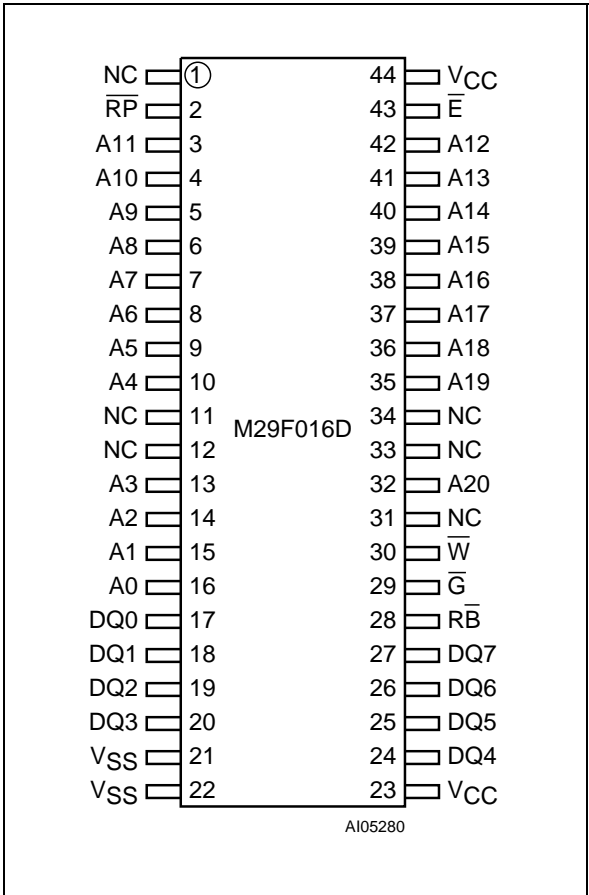 NC 1 44 VCC
R̅P̅ 2 43 E̅
A11 3 42 A12
A10 4 41 A13
A9 5 40 A14
A8 6 39 A15
A7 7 38 A16
A6 8 37 A17
A5 9 36 A18
A4 10 35 A19
NC 11 34 NC
M29F016D
NC 12 33 NC
A3 13 32 A20
A2 14 31 NC
A1 15 30 W̅
A0 16 29 G̅
DQ0 17 28 RB̅
DQ1 18 27 DQ7
DQ2 19 26 DQ6
DQ3 20 25 DQ5
VSS 21 24 DQ4
VSS 22 23 VCC
AI05280